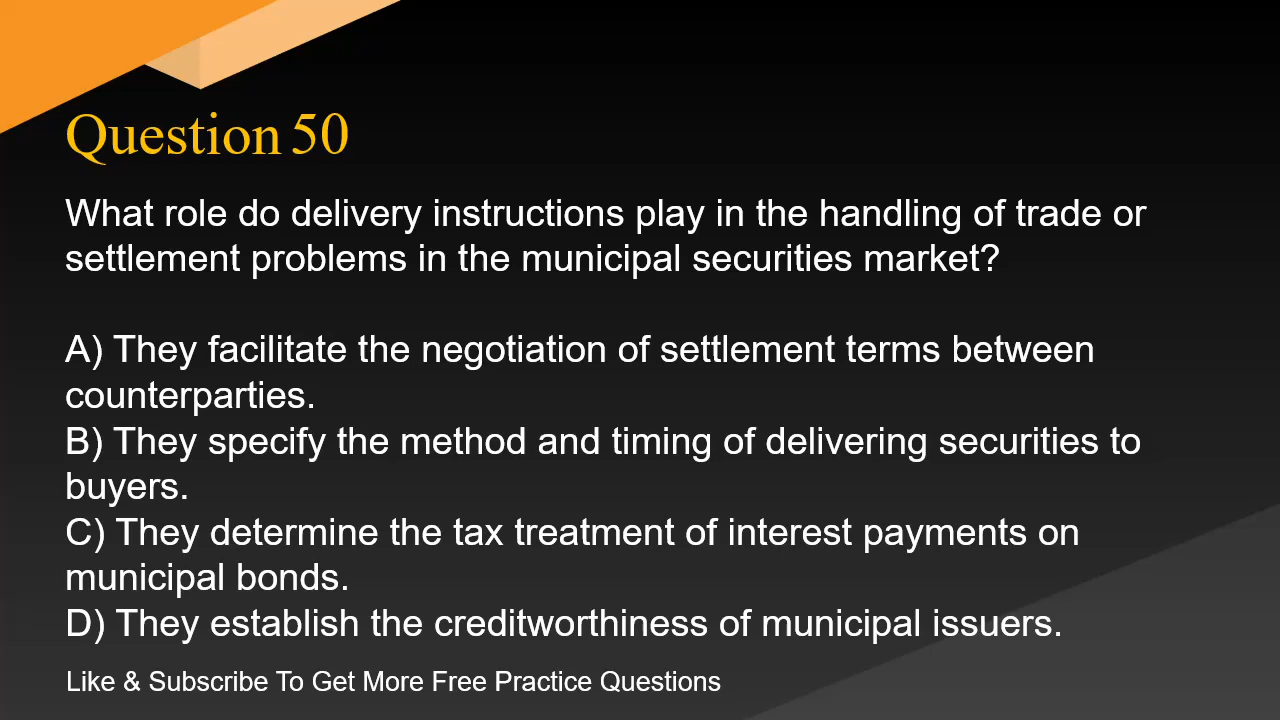 Question 50
What role do delivery instructions play in the handling of trade or
settlement problems in the municipal securities market?
A) They facilitate the negotiation of settlement terms between
counterparties.
B) They specify the method and timing of delivering securities to
buyers.
C) They determine the tax treatment of interest payments on
municipal bonds.
D) They establish the creditworthiness of municipal issuers.
Like & Subscribe To Get More Free Practice Questions